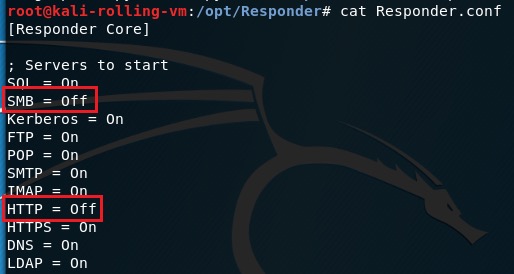 root@kali-rolling-vm:/opt/Responder# cat Responder.conf
[Responder Core]
; Servers to start
SQL = On
SMB = Off
Kerberos = On
FTP = On
POP = On
SMTP = On
IMAP = On
HTTP = Off
HTTPS = On
DNS = On
LDAP = On